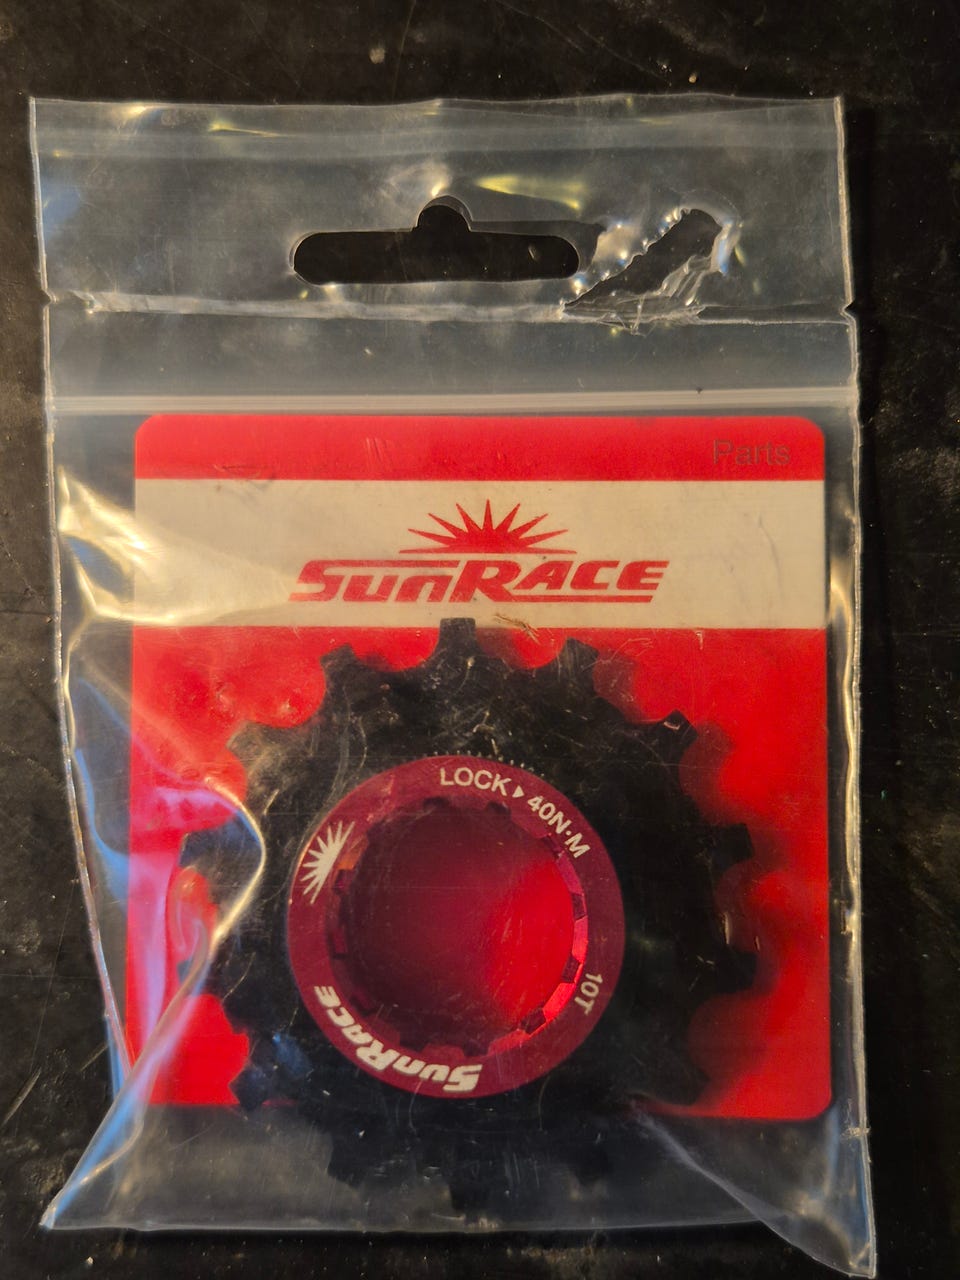 Parts
SUNRACE
LOCK ▸ 40N·M
10T
SUNRACE